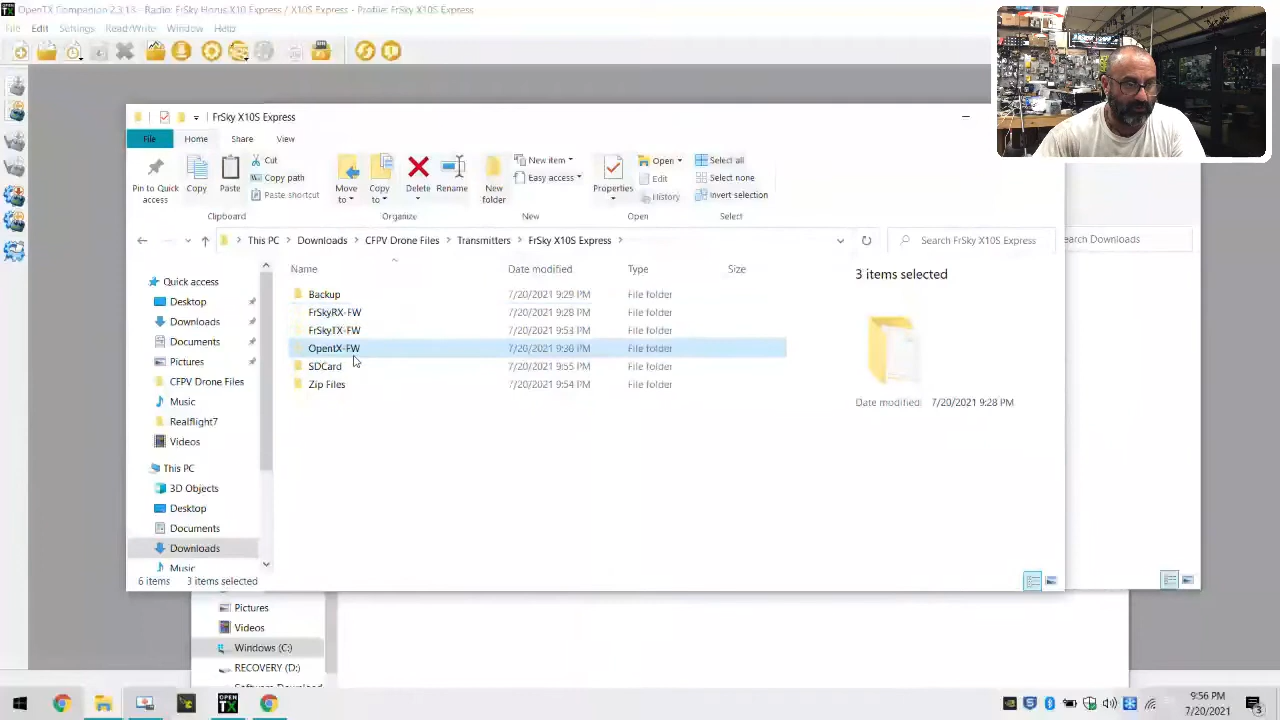 OpenTX Companion 2.3.13 - Radio: FrSky Horus X10 Express / X10S Express - Profile: FrSky X10S Express
File Edit Settings Read/Write Window Help
FrSky X10S Express
File Home Share View
Pin to Quick access
Copy
Paste
Cut
Copy path
Paste shortcut
Move to
Copy to
Delete
Rename
New folder
New item
Easy access
Properties
Open
Edit
History
Select all
Select none
Invert selection
Clipboard Organize New Open Select
This PC > Downloads > CFPV Drone Files > Transmitters > FrSky X10S Express >
Search FrSky X10S Express
earch Downloads
Name Date modified Type Size
Backup 7/20/2021 9:29 PM File folder
FrSkyRX-FW 7/20/2021 9:28 PM File folder
FrSkyTX-FW 7/20/2021 9:53 PM File folder
OpentX-FW 7/20/2021 9:30 PM File folder
SDCard 7/20/2021 9:55 PM File folder
Zip Files 7/20/2021 9:54 PM File folder
3 items selected
Date modified: 7/20/2021 9:28 PM
Quick access
Desktop
Downloads
Documents
Pictures
CFPV Drone Files
Music
Realflight7
Videos
This PC
3D Objects
Desktop
Documents
Downloads
Music
6 items 3 items selected
Pictures
Videos
Windows (C:)
RECOVERY (D:)
OPEN TX
9:56 PM
7/20/2021
3